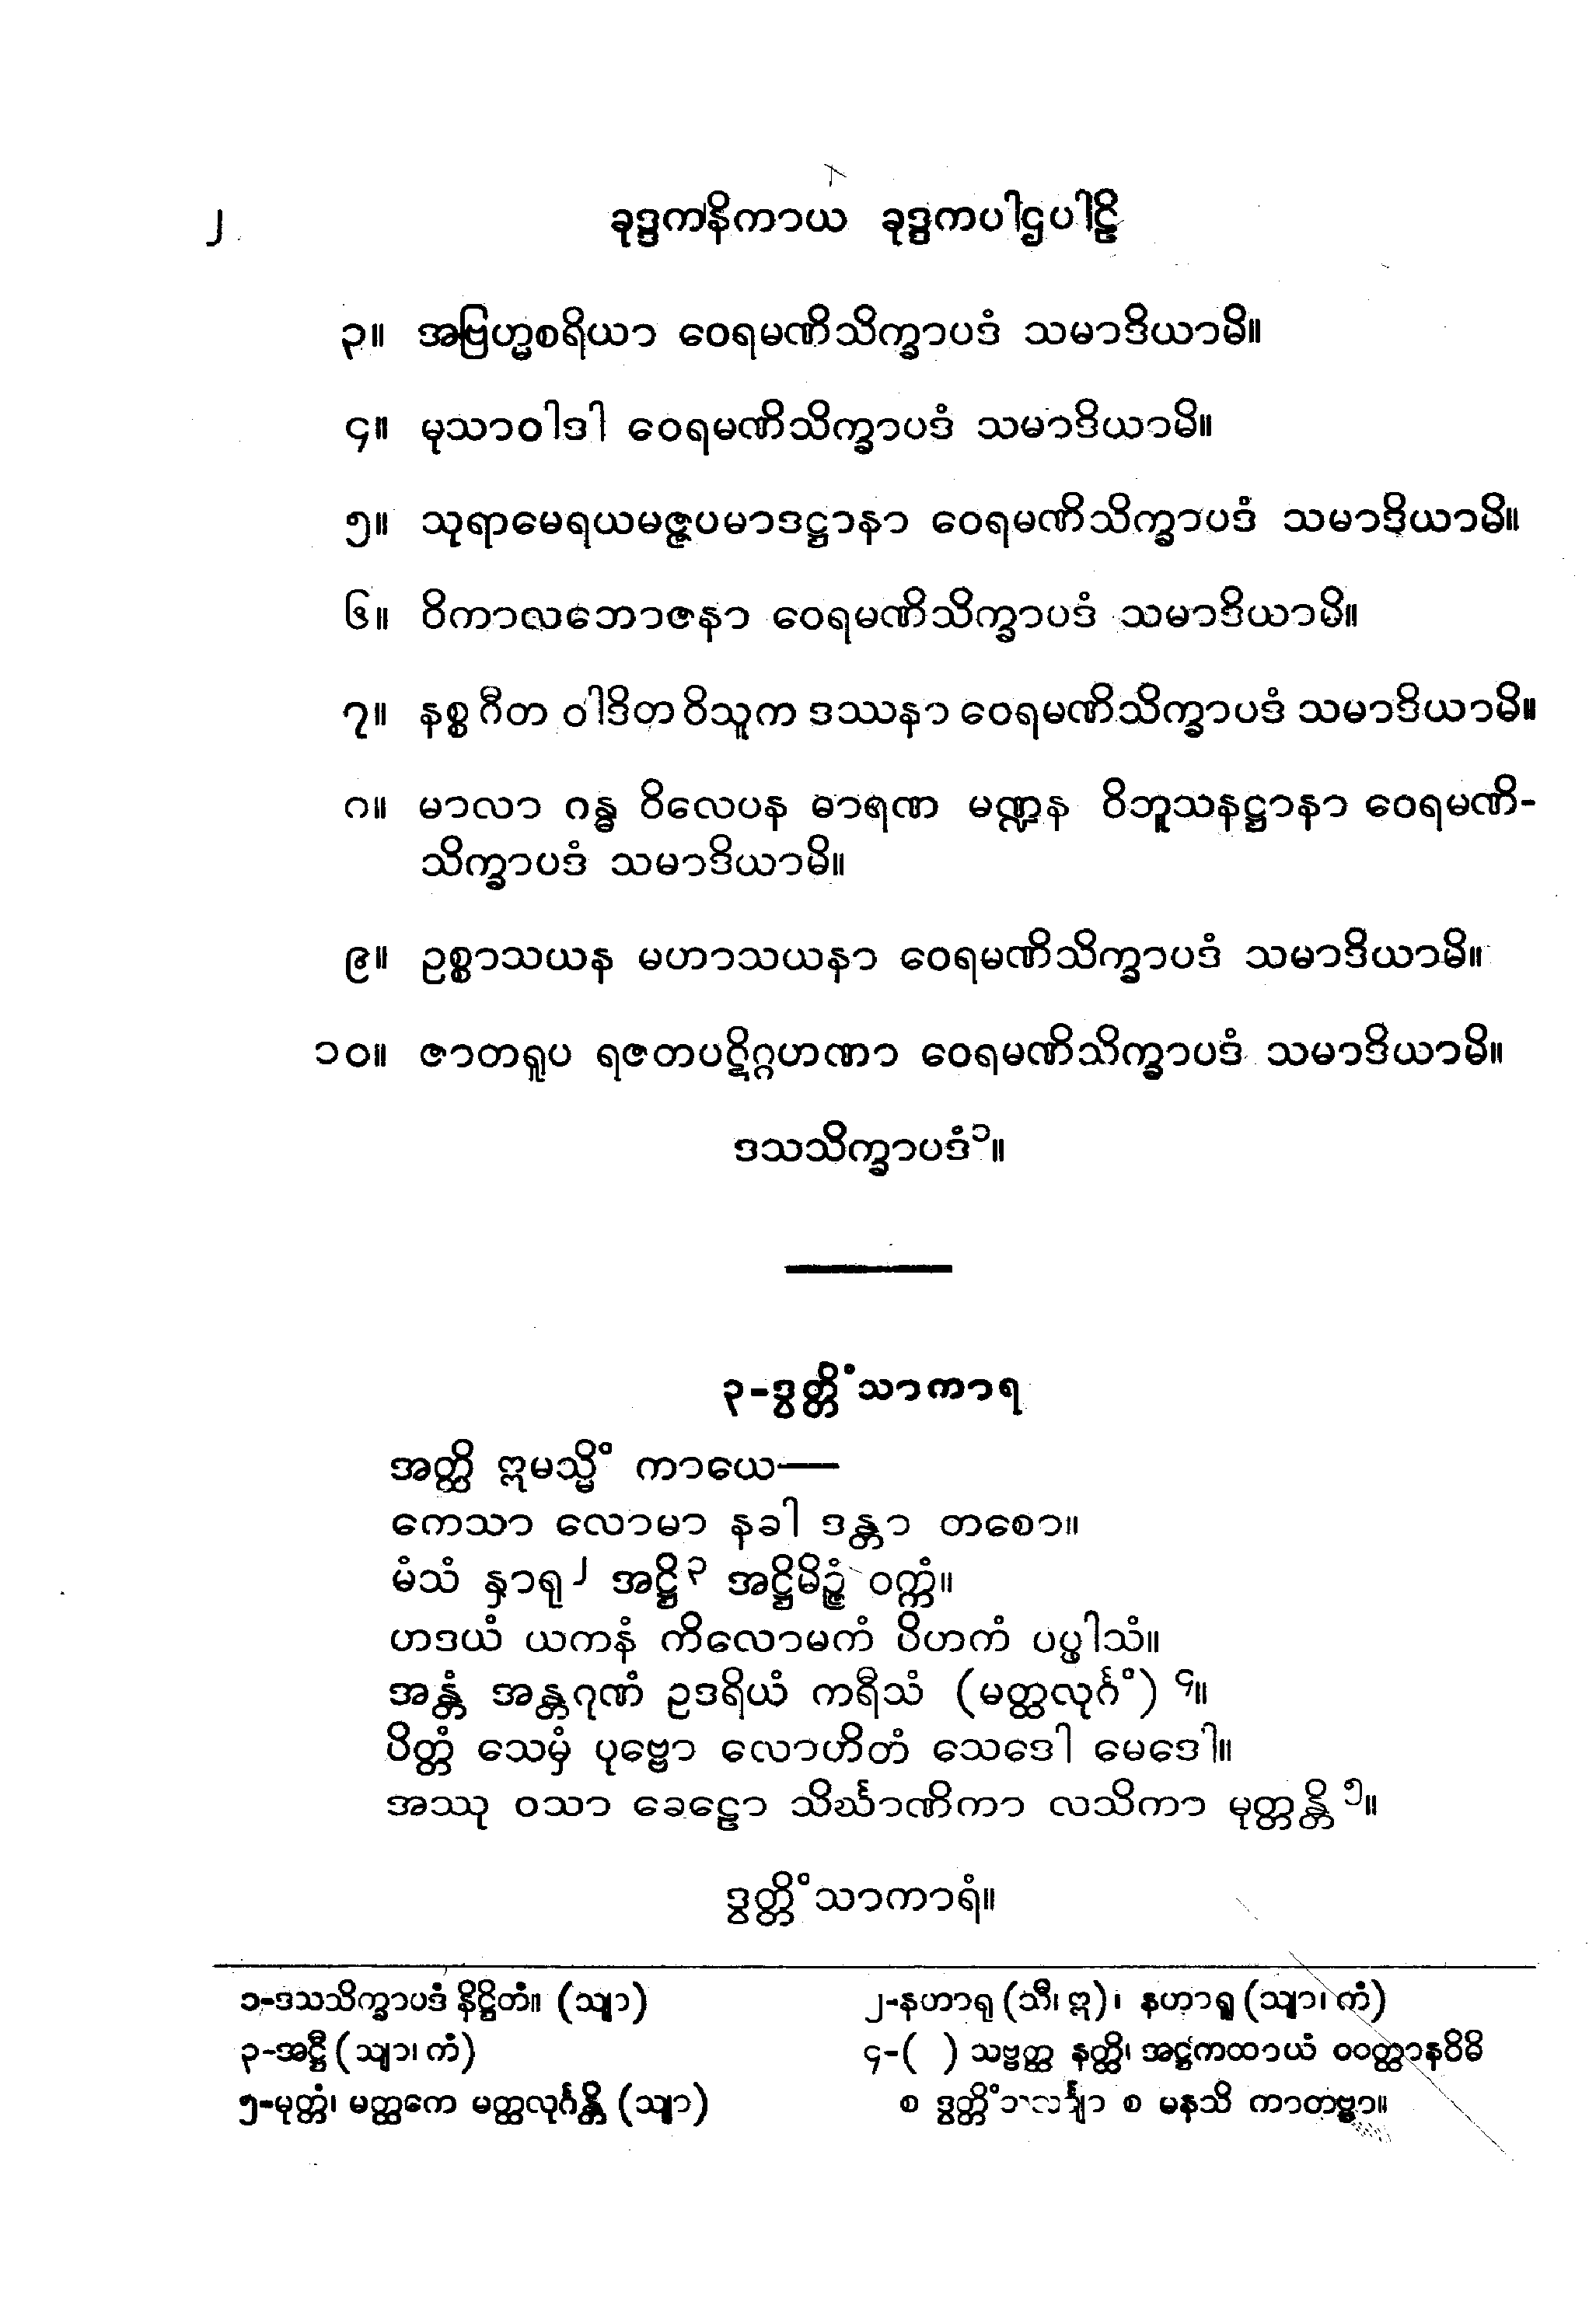 ၂ ခုဒ္ဒကနိကာယ ခုဒ္ဒကပါဌပါဠိ
၃။ အဗြဟ္မစရိယာ ဝေရမဏိသိက္ခာပဒံ သမာဒိယာမိ။
၄။ မုသာဝါဒါ ဝေရမဏိသိက္ခာပဒံ သမာဒိယာမိ။
၅။ သုရာမေရယမဇ္ဇပမာဒဋ္ဌာနာ ဝေရမဏိသိက္ခာပဒံ သမာဒိယာမိ။
၆။ ဝိကာလဘောဇနာ ဝေရမဏိသိက္ခာပဒံ သမာဒိယာမိ။
၇။ နစ္စ ဂီတ ဝါဒိတ ဝိသူက ဒဿနာ ဝေရမဏိသိက္ခာပဒံ သမာဒိယာမိ။
၈။ မာလာ ဂန္ဓ ဝိလေပန ဓာရဏ မဏ္ဍန ဝိဘူသနဋ္ဌာနာ ဝေရမဏိ-
သိက္ခာပဒံ သမာဒိယာမိ။
၉။ ဥစ္စာသယန မဟာသယနာ ဝေရမဏိသိက္ခာပဒံ သမာဒိယာမိ။
၁၀။ ဇာတရူပ ရဇတပဋိဂ္ဂဟဏာ ဝေရမဏိသိက္ခာပဒံ သမာဒိယာမိ။
ဒသသိက္ခာပဒံ၁။
၃-ဒွတ္တိံသာကာရ
အတ္ထိ ဣမသ္မိံ ကာယေ—
ကေသာ လောမာ နခါ ဒန္တာ တစော။
မံသံ နှာရု၂ အဋ္ဌိ၃ အဋ္ဌိမိဉ္ဇံ ဝက္ကံ။
ဟဒယံ ယကနံ ကိလောမကံ ပိဟကံ ပပ္ဖါသံ။
အန္တံ အန္တဂုဏံ ဥဒရိယံ ကရီသံ (မတ္ထလုင်္ဂံ) ၄။
ပိတ္တံ သေမှံ ပုဗ္ဗော လောဟိတံ သေဒေါ မေဒေါ။
အဿု ဝသာ ခေဠော သိင်္ဃာဏိကာ လသိကာ မုတ္တန္တိ ၅။
ဒွတ္တိံသာကာရံ။
၁-ဒသသိက္ခာပဒံ နိဋ္ဌိတံ။ (သျာ) ၂-နဟာရု (သီ၊ ဣ)၊ နဟာရူ (သျာ၊ ကံ)
၃-အဋ္ဌီ (သျာ၊ ကံ) ၄-( ) သဗ္ဗတ္ထ နတ္ထိ၊ အဋ္ဌကထာယံ ဝဝတ္ထာနဝိဓိ
၅-မုတ္တံ၊ မတ္ထကေ မတ္ထလုင်္ဂန္တိ (သျာ) စ စ မနသိ ကာတဗ္ဗာ။